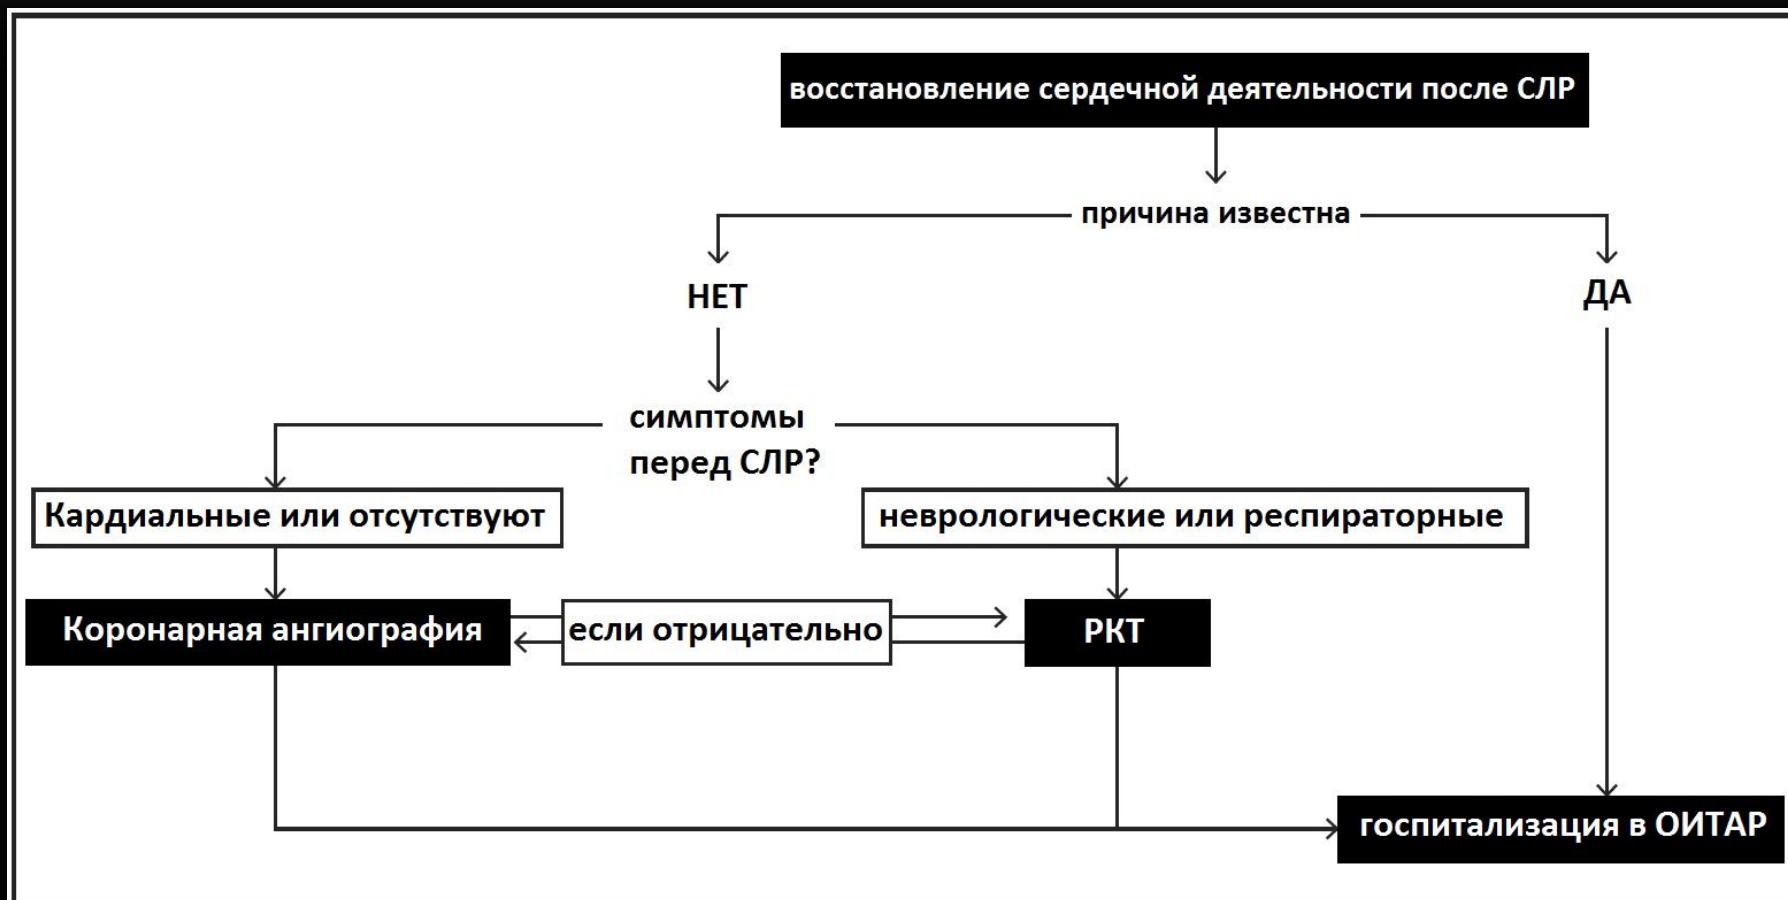 восстановление сердечной деятельности после СЛР
причина известна
НЕТ
ДА
симптомы
перед СЛР?
Кардиальные или отсутствуют
неврологические или респираторные
Коронарная ангиография
если отрицательно
РКТ
госпитализация в ОИТАР